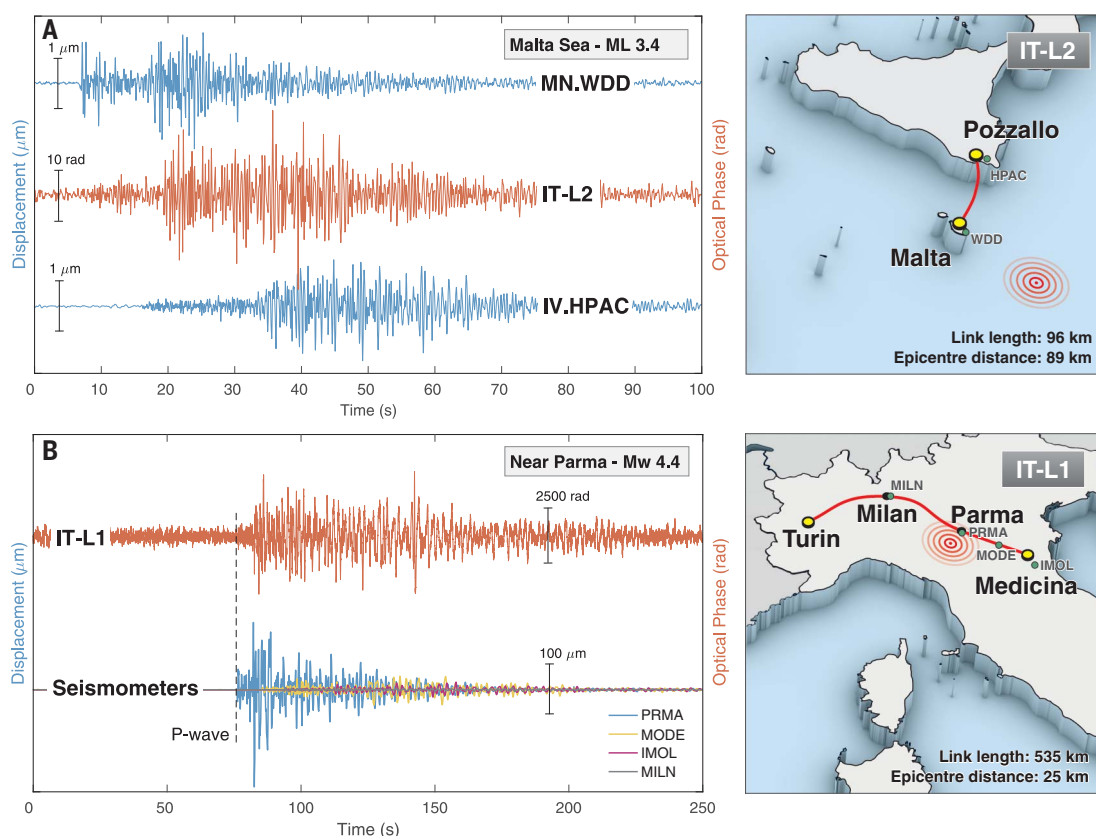 A
Malta Sea - ML 3.4
1 μm
MN.WDD
10 rad
IT-L2
1 μm
IV.HPAC
Displacement (μm)
Optical Phase (rad)
0 10 20 30 40 50 60 70 80 90 100
Time (s)
IT-L2
Pozzallo
HPAC
WDD
Malta
Link length: 96 km
Epicentre distance: 89 km
B
Near Parma - Mw 4.4
2500 rad
IT-L1
100 μm
Seismometers
P-wave
PRMA
MODE
IMOL
MILN
Displacement (μm)
Optical Phase (rad)
0 50 100 150 200 250
Time (s)
IT-L1
MILN
Milan
Parma
PRMA
Turin
MODE
IMOL
Medicina
Link length: 535 km
Epicentre distance: 25 km